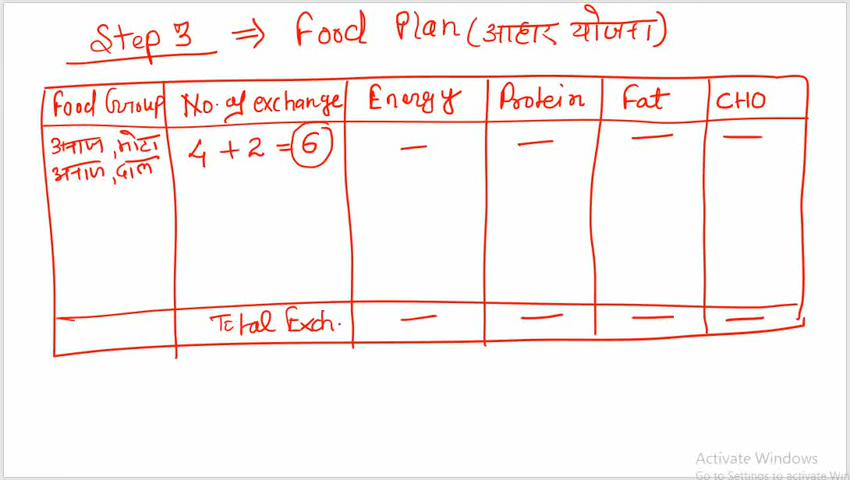 Step 3 ⇒ Food Plan (आहार योजना)
Food Group No. of exchange Energy Protein Fat CHO
अनाज, मोटा 4 + 2 = 6 — — — —
अनाज, दाल
Total Exch. — — — —
Activate Windows
Go to Settings to activate Win